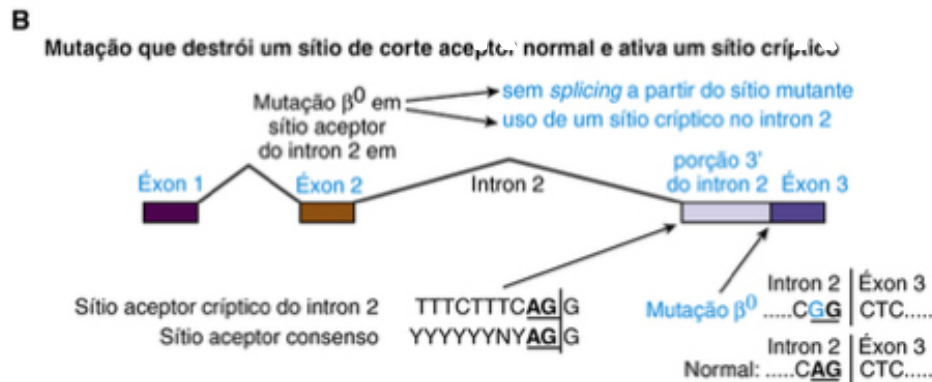 B
Mutação que destrói um sítio de corte aceptor normal e ativa um sítio críptico
Mutação β⁰ em
sítio aceptor
do intron 2 em
sem splicing a partir do sítio mutante
uso de um sítio críptico no intron 2
Éxon 1
Éxon 2
Intron 2
porção 3'
do intron 2
Éxon 3
Sítio aceptor críptico do intron 2 TTTCTTTCAG|G
Sítio aceptor consenso YYYYYYNYAG|G
Mutação β⁰
Intron 2 | Éxon 3
.....CGG | CTC.....
Intron 2 | Éxon 3
Normal: .....CAG | CTC.....